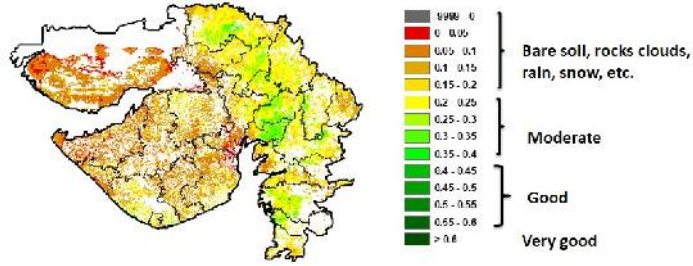 -9999 - 0
0 - 0.05
0.05 - 0.1
0.1 - 0.15
0.15 - 0.2
0.2 - 0.25
0.25 - 0.3
0.3 - 0.35
0.35 - 0.4
0.4 - 0.45
0.45 - 0.5
0.5 - 0.55
0.55 - 0.6
> 0.6
Bare soil, rocks clouds,
rain, snow, etc.
Moderate
Good
Very good